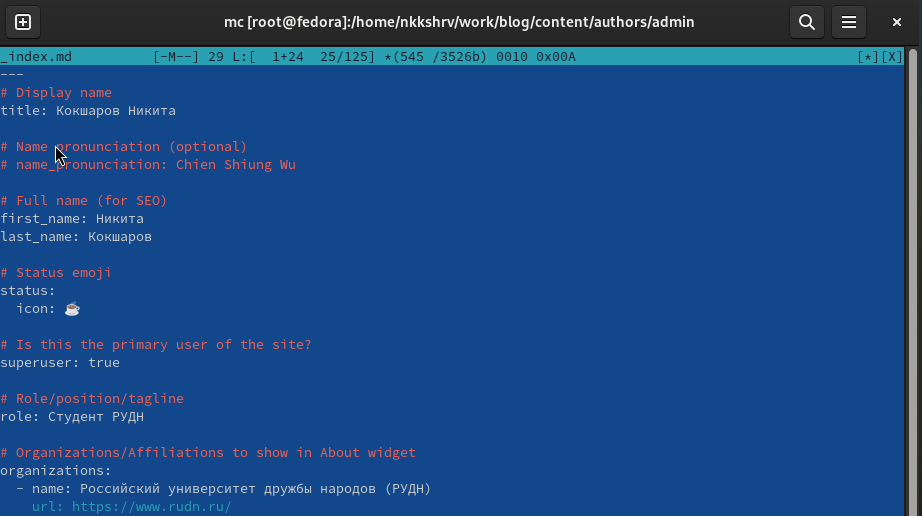 mc [root@fedora]:/home/nkkshrv/work/blog/content/authors/admin
_index.md [-M--] 29 L:[ 1+24 25/125] *(545 /3526b) 0010 0x00A [*][X]
---
# Display name
title: Кокшаров Никита
# Name pronunciation (optional)
# name_pronunciation: Chien Shiung Wu
# Full name (for SEO)
first_name: Никита
last_name: Кокшаров
# Status emoji
status:
icon: ☕
# Is this the primary user of the site?
superuser: true
# Role/position/tagline
role: Студент РУДН
# Organizations/Affiliations to show in About widget
organizations:
- name: Российский университет дружбы народов (РУДН)
url: https://www.rudn.ru/